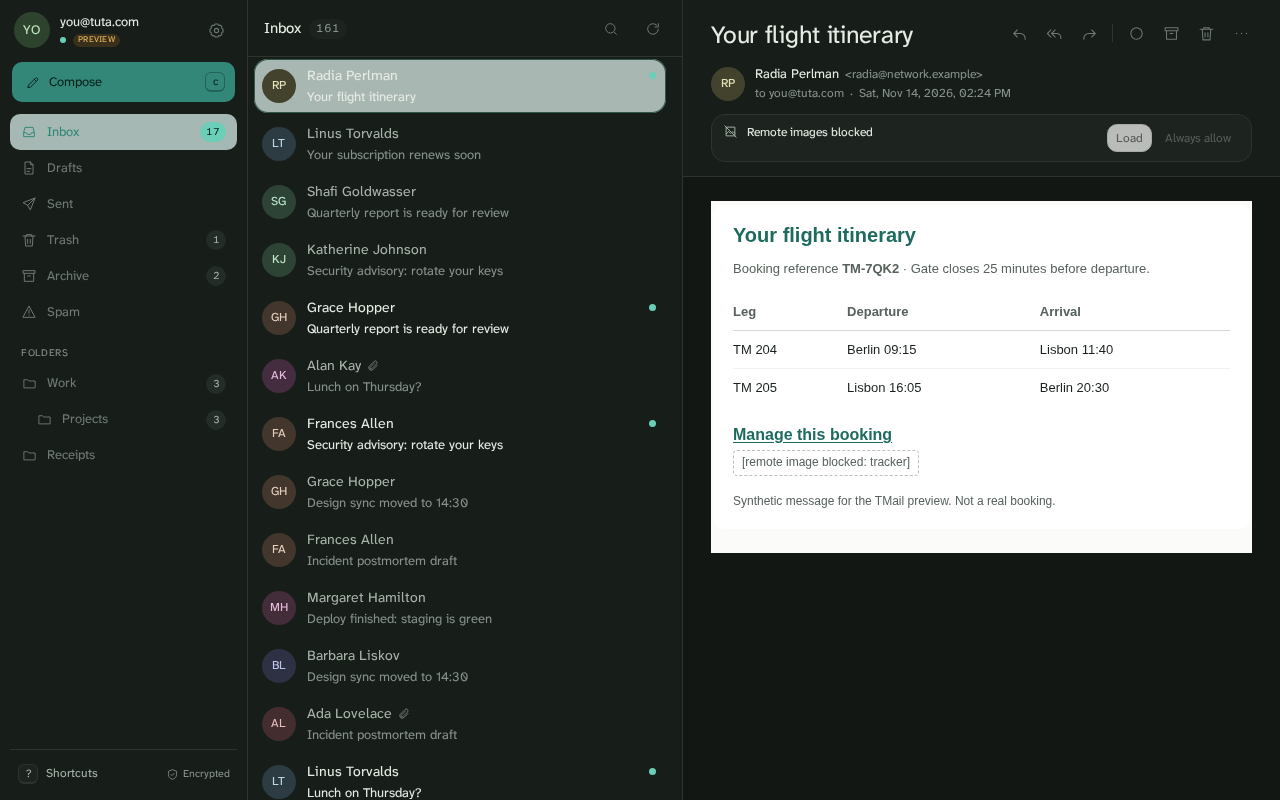 YO
you@tuta.com
PREVIEW
Compose
c
Inbox
17
Drafts
Sent
Trash
1
Archive
2
Spam
FOLDERS
Work
3
Projects
3
Receipts
?
Shortcuts
Encrypted
Inbox 161
RP
Radia Perlman
Your flight itinerary
LT
Linus Torvalds
Your subscription renews soon
SG
Shafi Goldwasser
Quarterly report is ready for review
KJ
Katherine Johnson
Security advisory: rotate your keys
GH
Grace Hopper
Quarterly report is ready for review
AK
Alan Kay
Lunch on Thursday?
FA
Frances Allen
Security advisory: rotate your keys
GH
Grace Hopper
Design sync moved to 14:30
FA
Frances Allen
Incident postmortem draft
MH
Margaret Hamilton
Deploy finished: staging is green
BL
Barbara Liskov
Design sync moved to 14:30
AL
Ada Lovelace
Incident postmortem draft
LT
Linus Torvalds
Lunch on Thursday?
Your flight itinerary
RP
Radia Perlman <radia@network.example>
to you@tuta.com · Sat, Nov 14, 2026, 02:24 PM
Remote images blocked
Load
Always allow
Your flight itinerary
Booking reference TM-7QK2 · Gate closes 25 minutes before departure.
Leg Departure Arrival
TM 204 Berlin 09:15 Lisbon 11:40
TM 205 Lisbon 16:05 Berlin 20:30
Manage this booking
[remote image blocked: tracker]
Synthetic message for the TMail preview. Not a real booking.